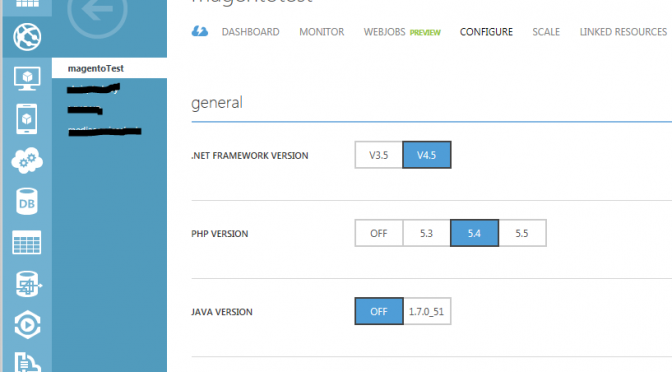 magentotest
DASHBOARD MONITOR WEBJOBS PREVIEW CONFIGURE SCALE LINKED RESOURCES
magentoTest
general
.NET FRAMEWORK VERSION V3.5 V4.5
PHP VERSION OFF 5.3 5.4 5.5
DB
JAVA VERSION OFF 1.7.0_51